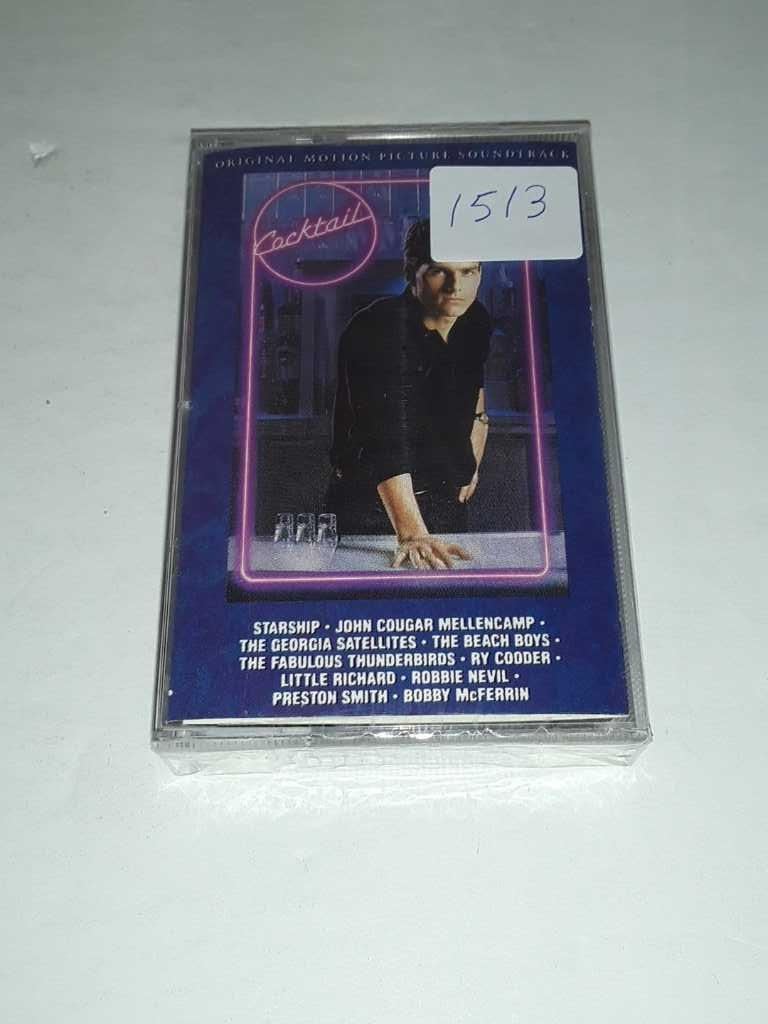 ORIGINAL MOTION PICTURE SOUNDTRACK
1513
Cocktail
STARSHIP · JOHN COUGAR MELLENCAMP ·
THE GEORGIA SATELLITES · THE BEACH BOYS ·
THE FABULOUS THUNDERBIRDS · RY COODER ·
LITTLE RICHARD · ROBBIE NEVIL ·
PRESTON SMITH · BOBBY McFERRIN